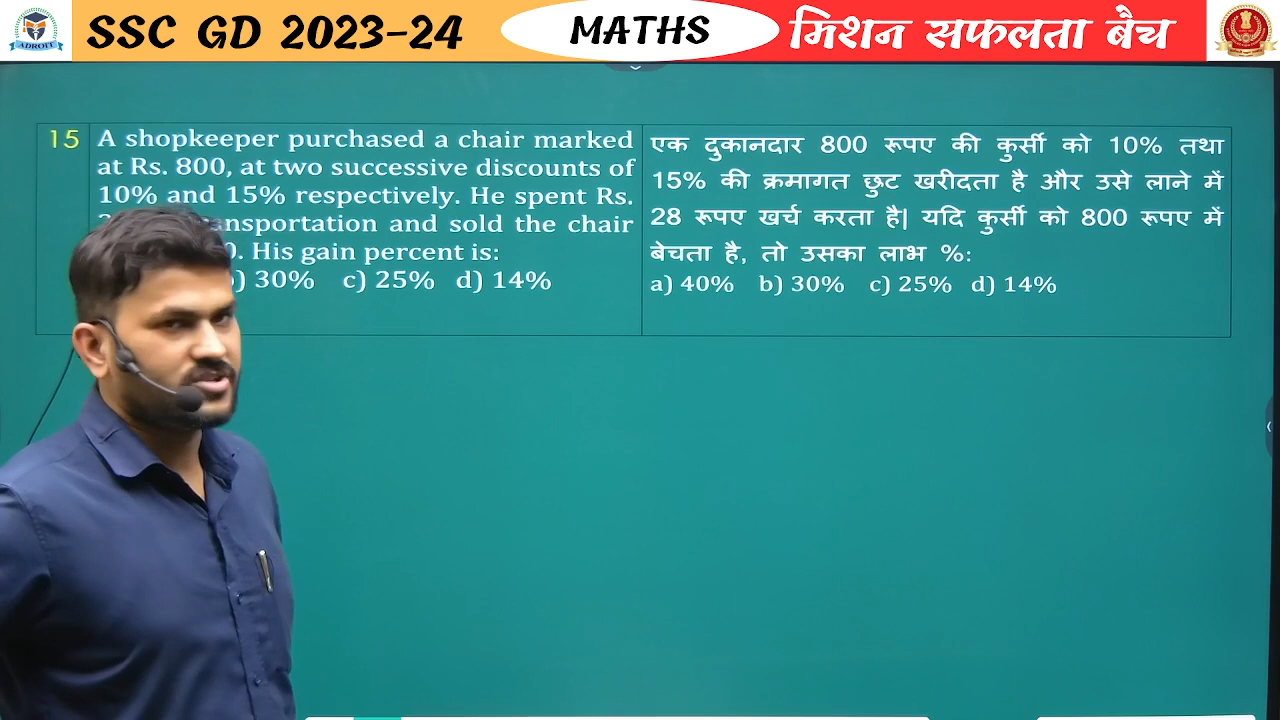 ADROIT
SSC GD 2023-24
MATHS
मिशन सफलता बैच
15
A shopkeeper purchased a chair marked
at Rs. 800, at two successive discounts of
10% and 15% respectively. He spent Rs.
and sold the chair
His gain percent is:
30% c) 25% d) 14%
एक दुकानदार 800 रूपए की कुर्सी को 10% तथा
15% की क्रमागत छुट खरीदता है और उसे लाने में
28 रूपए खर्च करता है| यदि कुर्सी को 800 रूपए में
बेचता है, तो उसका लाभ %:
a) 40% b) 30% c) 25% d) 14%